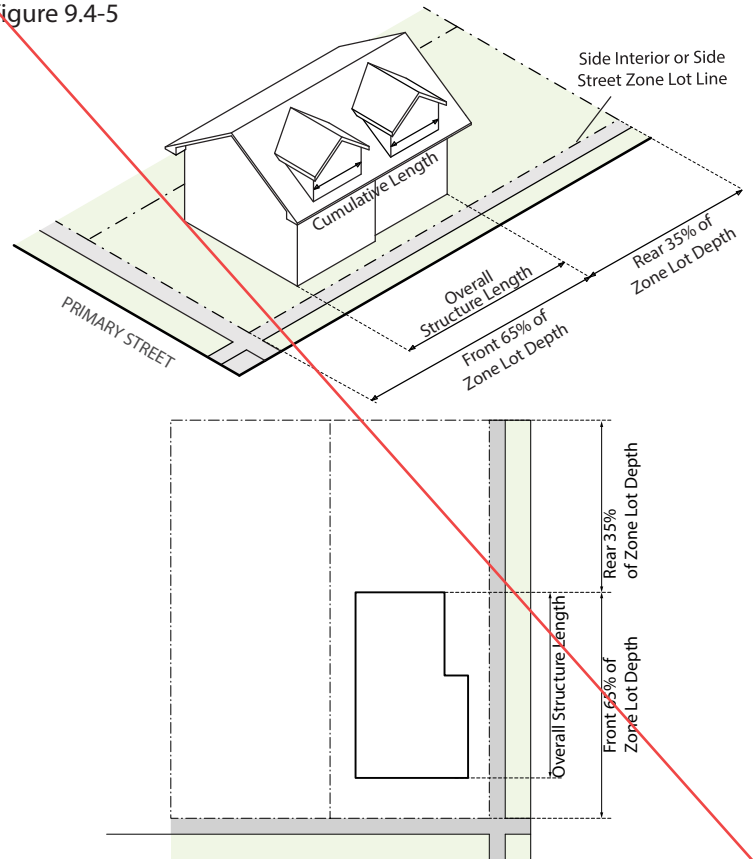 igure 9.4-5
Side Interior or Side
Street Zone Lot Line
Cumulative Length
Rear 35% of
Zone Lot Depth
Overall
Structure Length
Front 65% of
Zone Lot Depth
PRIMARY STREET
Rear 35%
of Zone Lot Depth
Overall Structure Length
Front 65% of
Zone Lot Depth